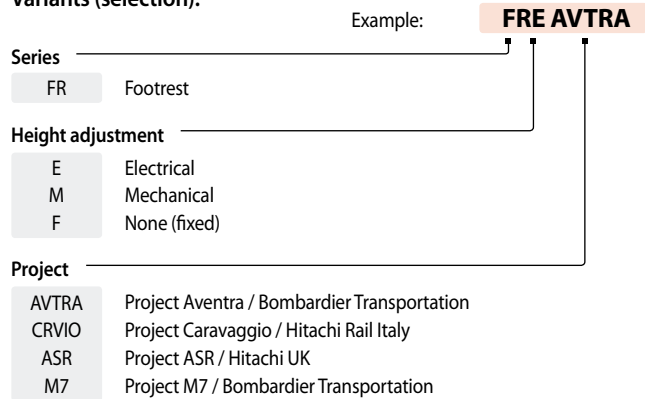 Variants (selection):
Example: FRE AVTRA
Series
FR Footrest
Height adjustment
E Electrical
M Mechanical
F None (fixed)
Project
AVTRA Project Aventra / Bombardier Transportation
CRVIO Project Caravaggio / Hitachi Rail Italy
ASR Project ASR / Hitachi UK
M7 Project M7 / Bombardier Transportation